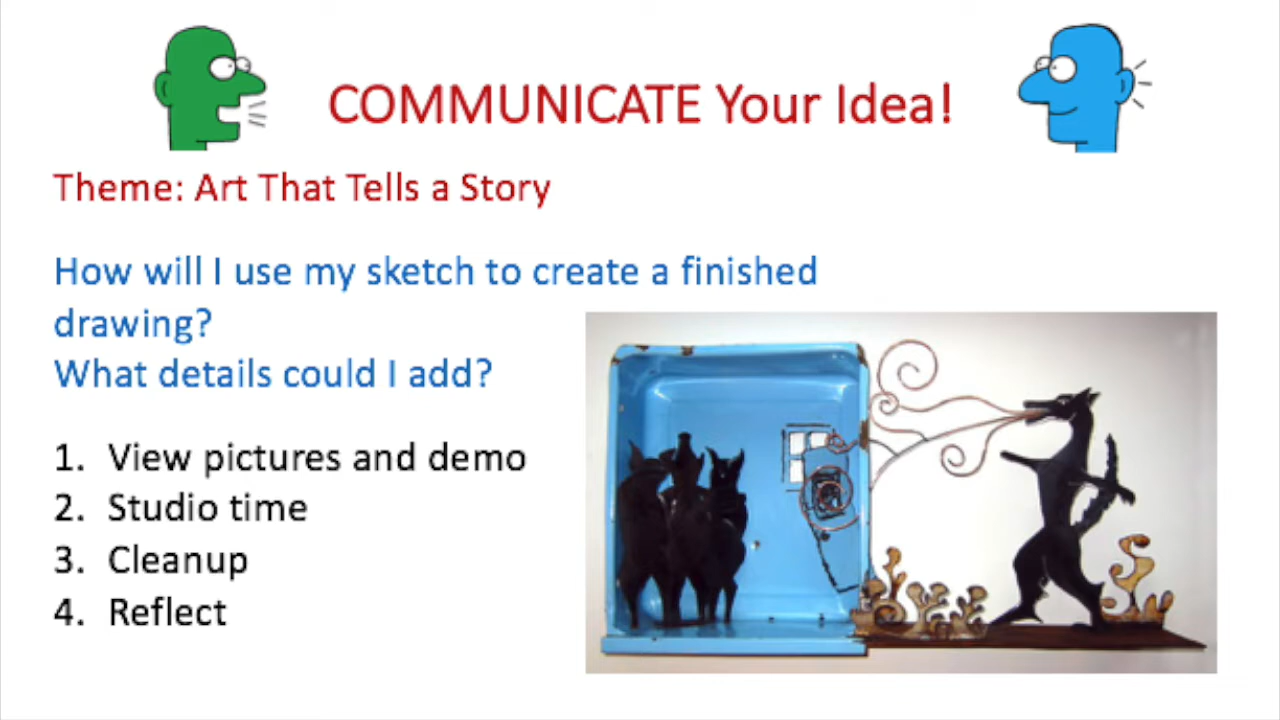 COMMUNICATE Your Idea!
Theme: Art That Tells a Story
How will I use my sketch to create a finished
drawing?
What details could I add?
1. View pictures and demo
2. Studio time
3. Cleanup
4. Reflect